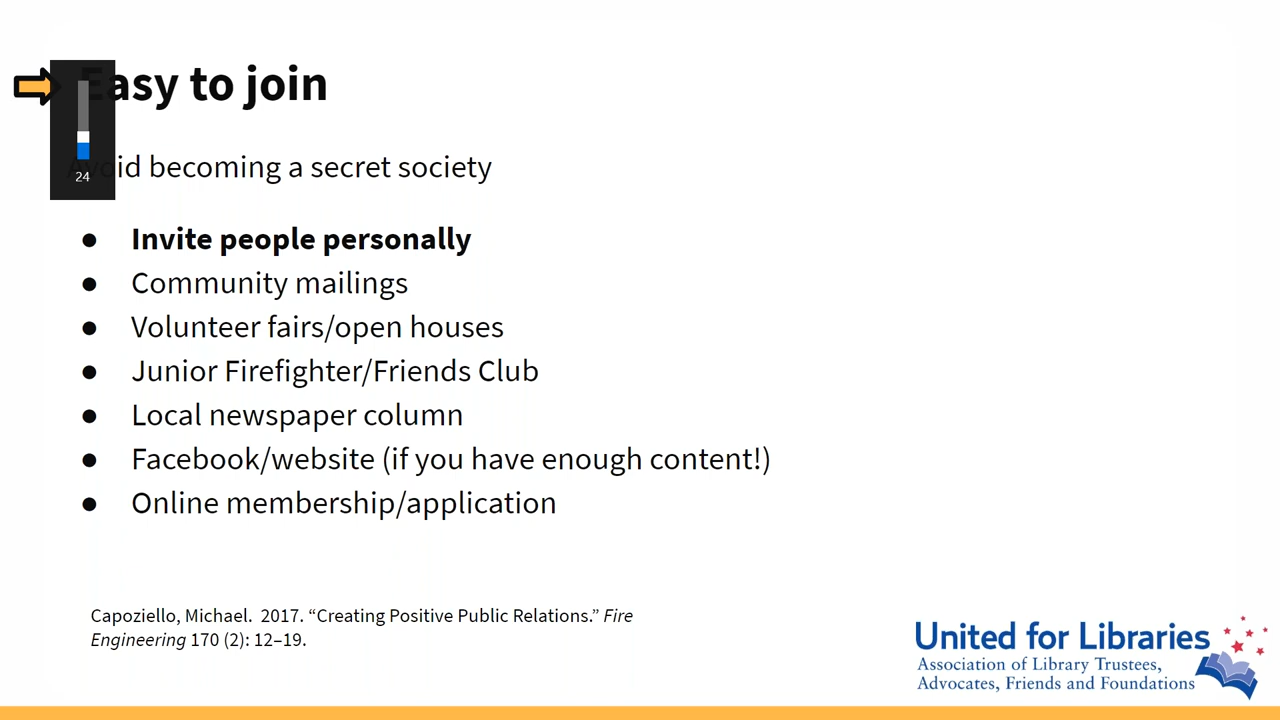 Easy to join
Avoid becoming a secret society
24
● Invite people personally
● Community mailings
● Volunteer fairs/open houses
● Junior Firefighter/Friends Club
● Local newspaper column
● Facebook/website (if you have enough content!)
● Online membership/application
Capoziello, Michael. 2017. “Creating Positive Public Relations.” Fire
Engineering 170 (2): 12–19.
United for Libraries
Association of Library Trustees,
Advocates, Friends and Foundations